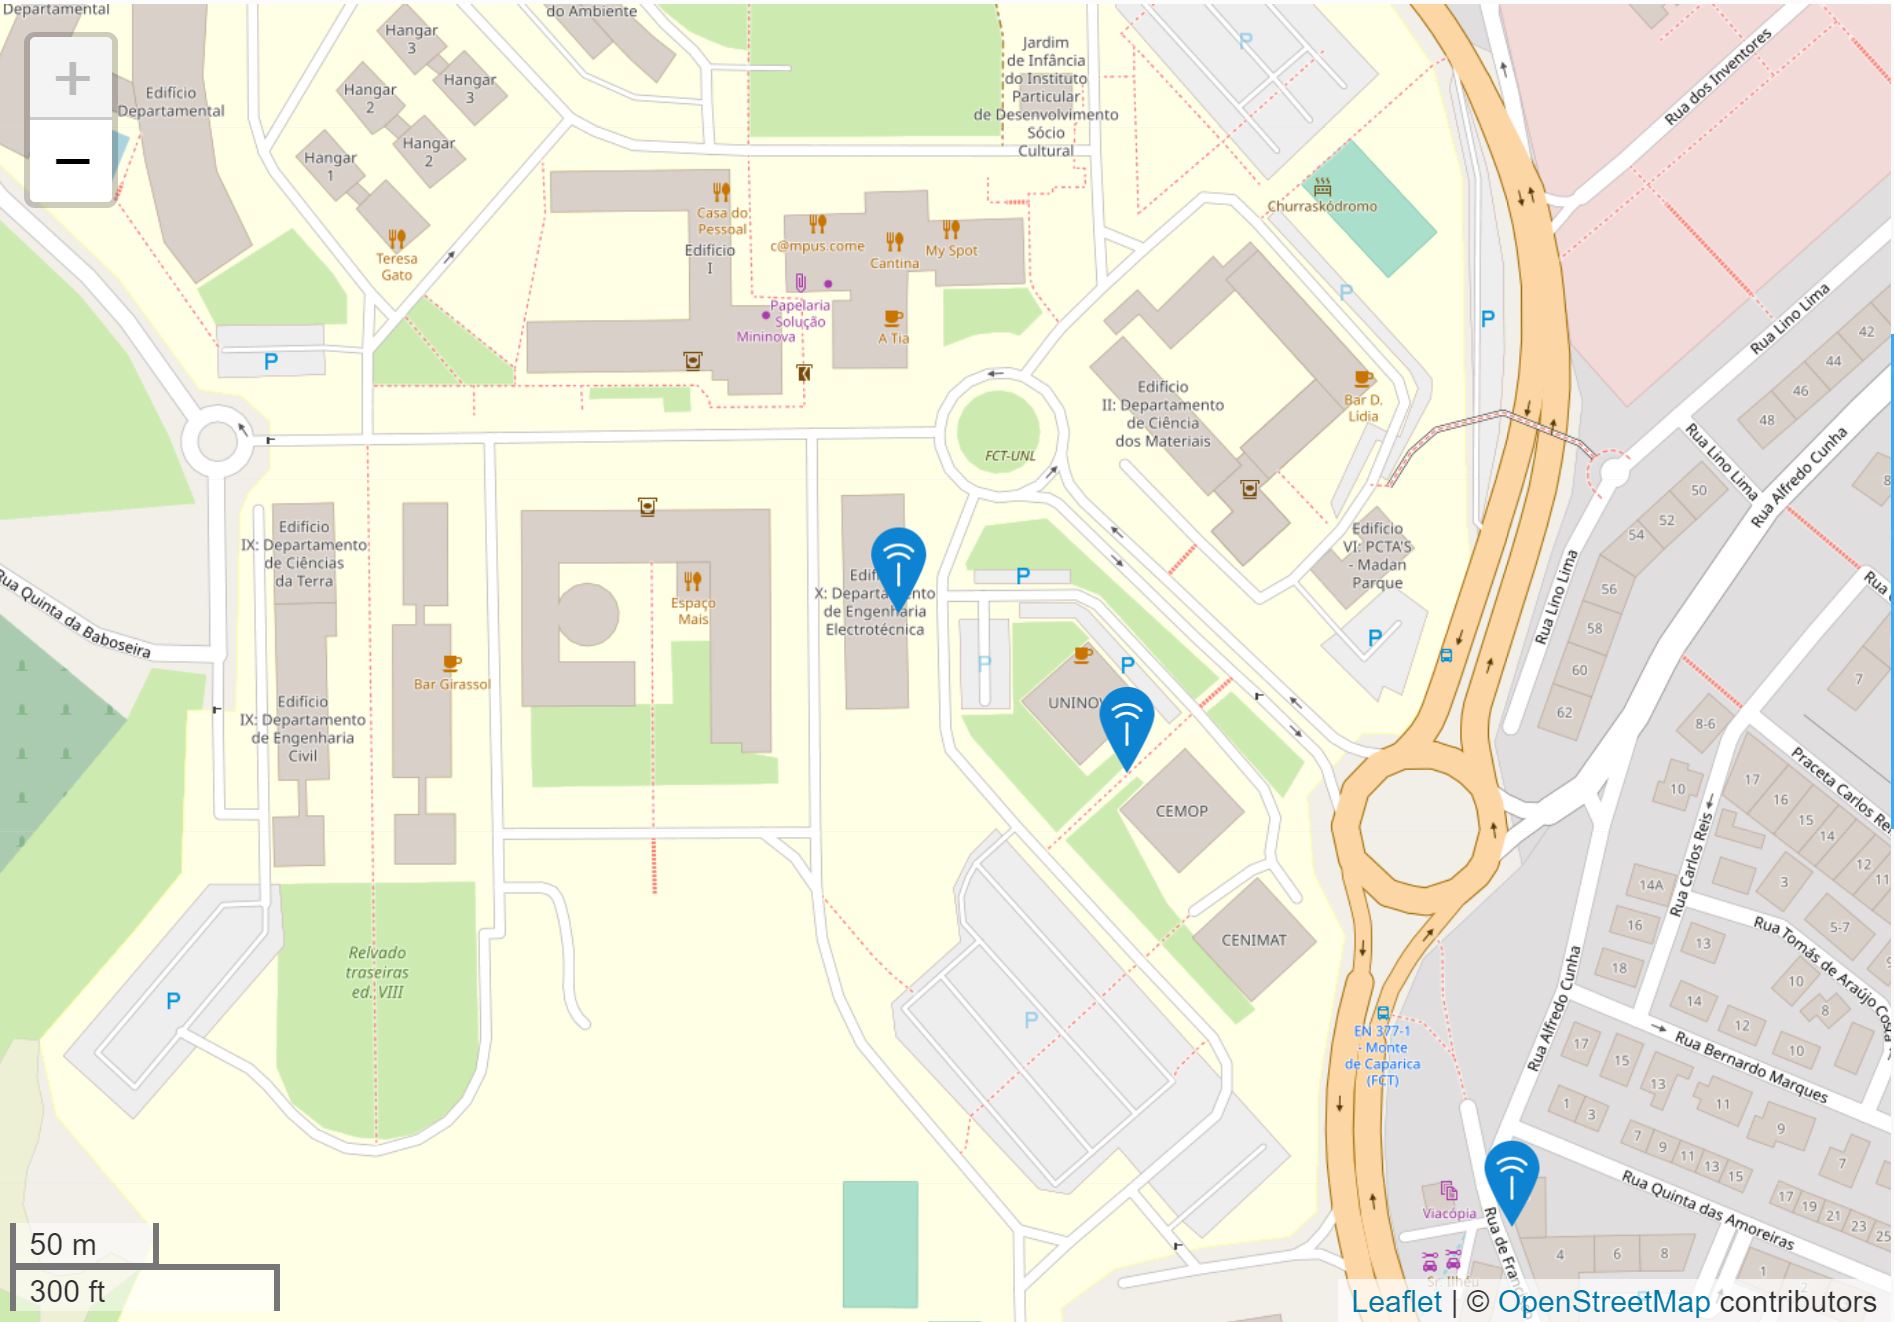 Departamental
do Ambiente
+
−
Hangar
3
Hangar
3
Hangar
2
Hangar
2
Hangar
1
Edifício
Departamental
Teresa
Gato
Jardim
de Infância
do Instituto
Particular
de Desenvolvimento
Sócio
Cultural
P
Rua dos Inventores
Churraskódromo
Casa do
Pessoal
Edifício
I
c@mpus.come
Cantina
My Spot
Papelaria
Solução
Mininova
A Tia
P
P
P
Rua Lino Lima
42
44
46
48
Edifício
II: Departamento
de Ciência
dos Materiais
Bar D.
Lídia
FCT-UNL
Rua Lino Lima
Rua Alfredo Cunha
8
50
52
54
56
58
60
62
Rua Lino Lima
Edifício
VI: PCTA'S
- Madan
Parque
P
Edifício
IX: Departamento
de Ciências
da Terra
Rua Quinta da Baboseira
Bar Girassol
Edifício
IX: Departamento
de Engenharia
Civil
Espaço
Mais
X: Departamento
de Engenharia
Electrotécnica
P
P
P
CEMOP
CENIMAT
8-6
7
Rua Carlos Reis
10
17
16
15
14
12
11
14A
3
16
5-7
13
18
Rua Alfredo Cunha
Rua Tomás de Araújo
10
14
8
12
10
Rua Bernardo Marques
17
15
13
11
9
1
3
7
9
11
13
15
7
17
19
21
23
25
Rua Quinta das Amoreiras
Relvado
traseiras
ed. VIII
P
P
EN 377-1
- Monte
de Caparica
(FCT)
Viacópia
4
6
8
1
Sr. Ilhéu
50 m
300 ft
Leaflet | © OpenStreetMap contributors